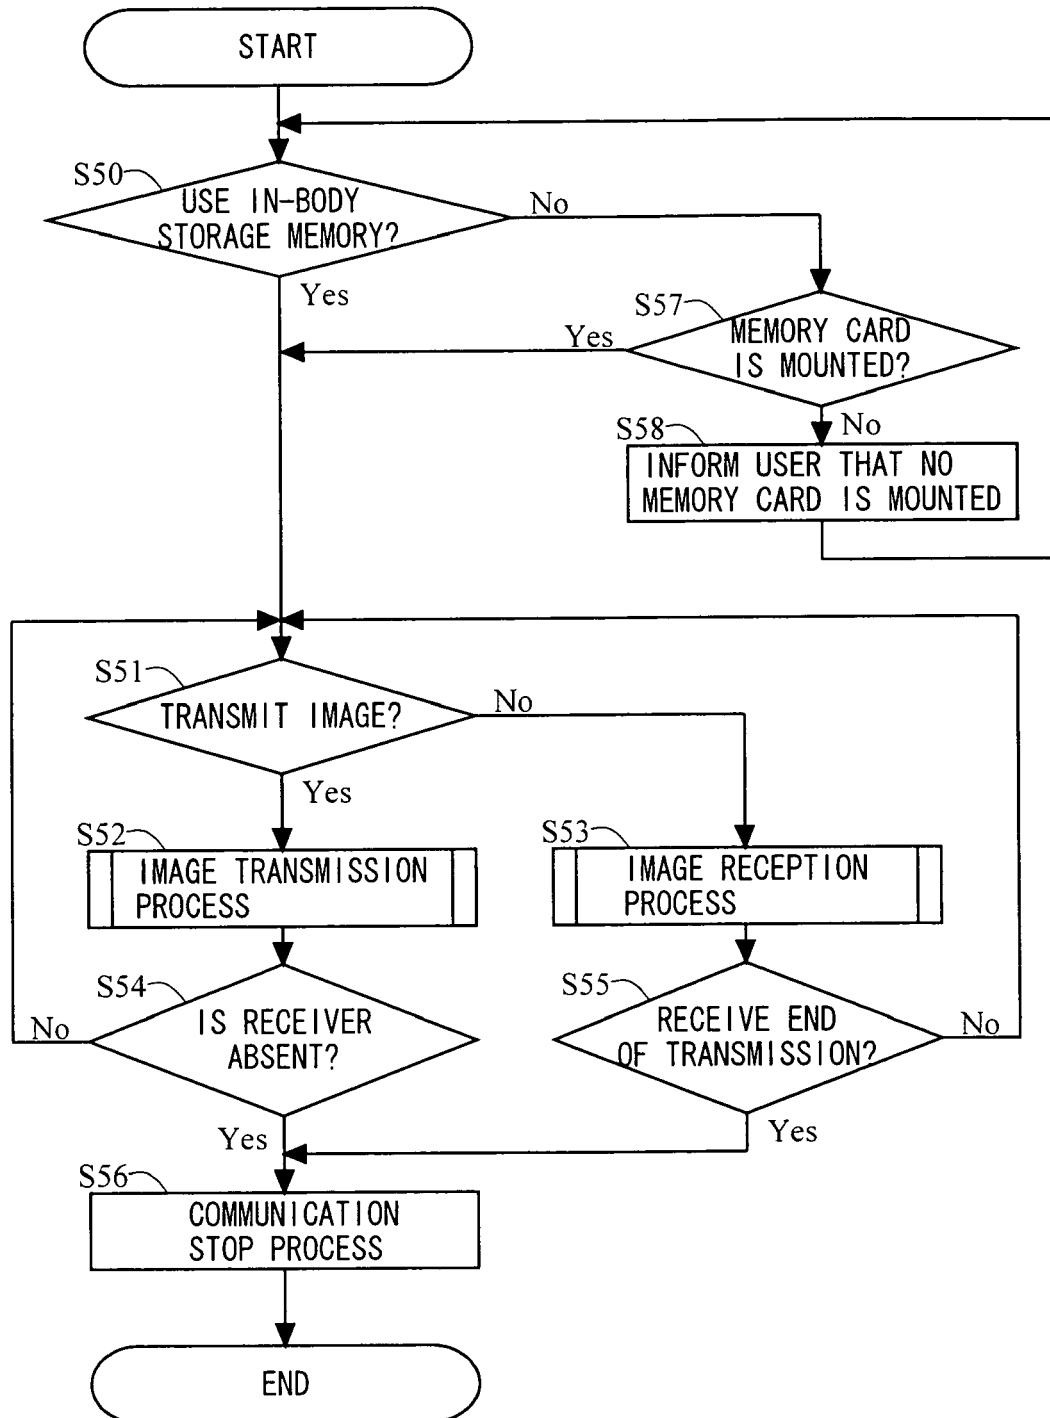 START
S50
USE IN-BODY
STORAGE MEMORY?
No
Yes
S57
MEMORY CARD
IS MOUNTED?
Yes
No
S58
INFORM USER THAT NO
MEMORY CARD IS MOUNTED
S51
TRANSMIT IMAGE?
No
Yes
S52
IMAGE TRANSMISSION
PROCESS
S53
IMAGE RECEPTION
PROCESS
S54
IS RECEIVER
ABSENT?
No
Yes
S55
RECEIVE END
OF TRANSMISSION?
No
Yes
S56
COMMUNICATION
STOP PROCESS
END